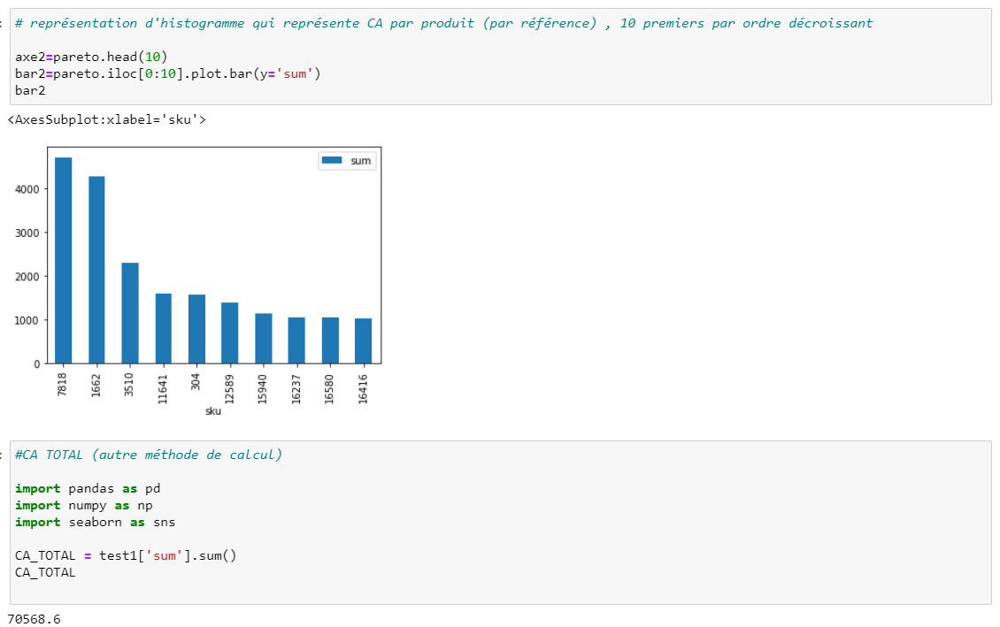 # représentation d'histogramme qui représente CA par produit (par référence) , 10 premiers par ordre décroissant
axe2=pareto.head(10)
bar2=pareto.iloc[0:10].plot.bar(y='sum')
bar2
<AxesSubplot:xlabel='sku'>
sum
4000
3000
2000
1000
0
7818 1662 3510 11641 304 12589 15940 16237 16580 16416
sku
#CA TOTAL (autre méthode de calcul)
import pandas as pd
import numpy as np
import seaborn as sns
CA_TOTAL = test1['sum'].sum()
CA_TOTAL
70568.6